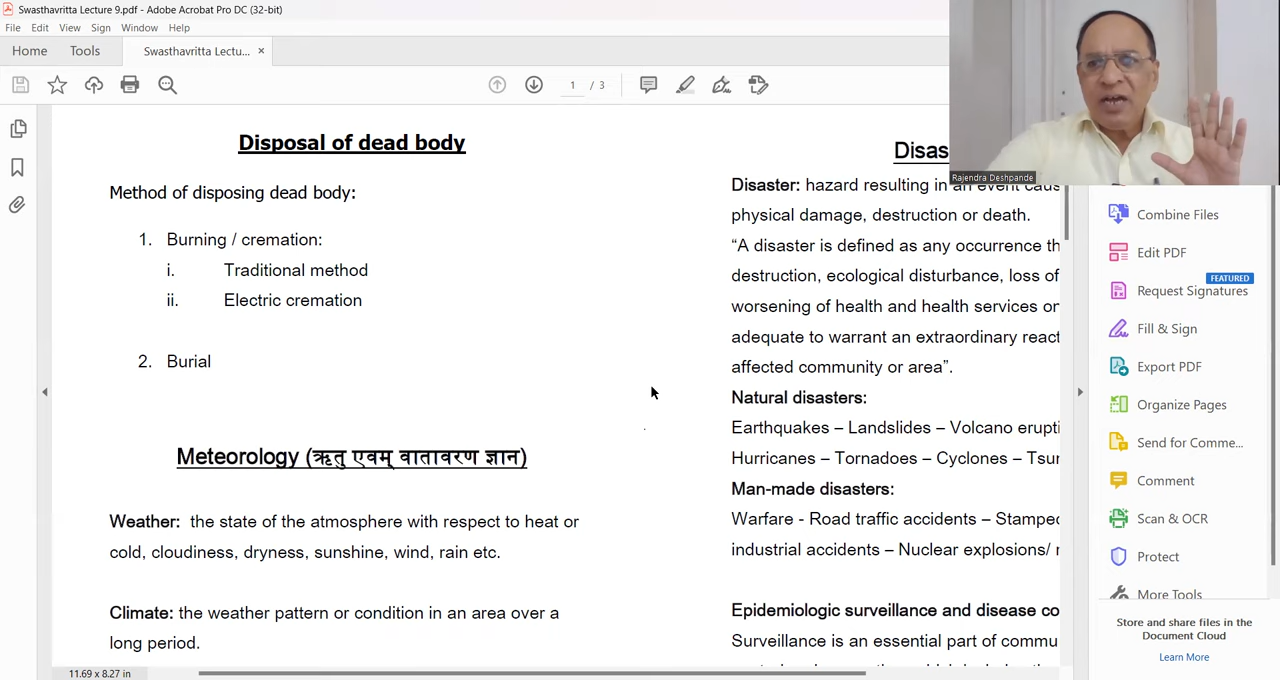 Swasthavritta Lecture 9.pdf - Adobe Acrobat Pro DC (32-bit)
File Edit View Sign Window Help
Home Tools Swasthavritta Lectu... ×
1 / 3
Disposal of dead body
Method of disposing dead body:
1. Burning / cremation:
i. Traditional method
ii. Electric cremation
2. Burial
Meteorology (ऋतु एवम् वातावरण ज्ञान)
Weather: the state of the atmosphere with respect to heat or
cold, cloudiness, dryness, sunshine, wind, rain etc.
Climate: the weather pattern or condition in an area over a
long period.
Disas
Disaster: hazard resulting in an event caus
physical damage, destruction or death.
“A disaster is defined as any occurrence th
destruction, ecological disturbance, loss of
worsening of health and health services on
adequate to warrant an extraordinary react
affected community or area”.
Natural disasters:
Earthquakes – Landslides – Volcano erupti
Hurricanes – Tornadoes – Cyclones – Tsun
Man-made disasters:
Warfare - Road traffic accidents – Stamped
industrial accidents – Nuclear explosions/
Epidemiologic surveillance and disease co
Surveillance is an essential part of commu
Rajendra Deshpande
Combine Files
Edit PDF
FEATURED
Request Signatures
Fill & Sign
Export PDF
Organize Pages
Send for Comme...
Comment
Scan & OCR
Protect
More Tools
Store and share files in the
Document Cloud
Learn More
11.69 x 8.27 in